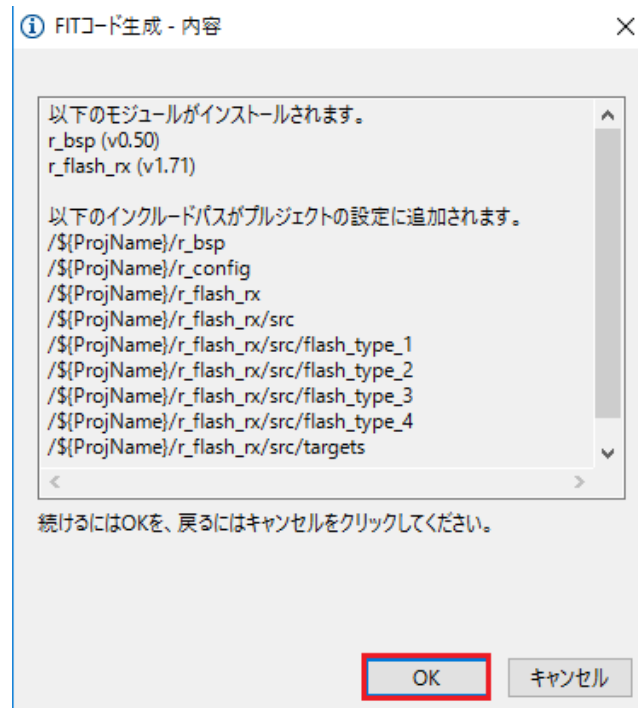 FITコード生成 - 内容
以下のモジュールがインストールされます。
r_bsp (v0.50)
r_flash_rx (v1.71)
以下のインクルードパスがプルジェクトの設定に追加されます。
/${ProjName}/r_bsp
/${ProjName}/r_config
/${ProjName}/r_flash_rx
/${ProjName}/r_flash_rx/src
/${ProjName}/r_flash_rx/src/flash_type_1
/${ProjName}/r_flash_rx/src/flash_type_2
/${ProjName}/r_flash_rx/src/flash_type_3
/${ProjName}/r_flash_rx/src/flash_type_4
/${ProjName}/r_flash_rx/src/targets
続けるにはOKを、戻るにはキャンセルをクリックしてください。
OK
キャンセル